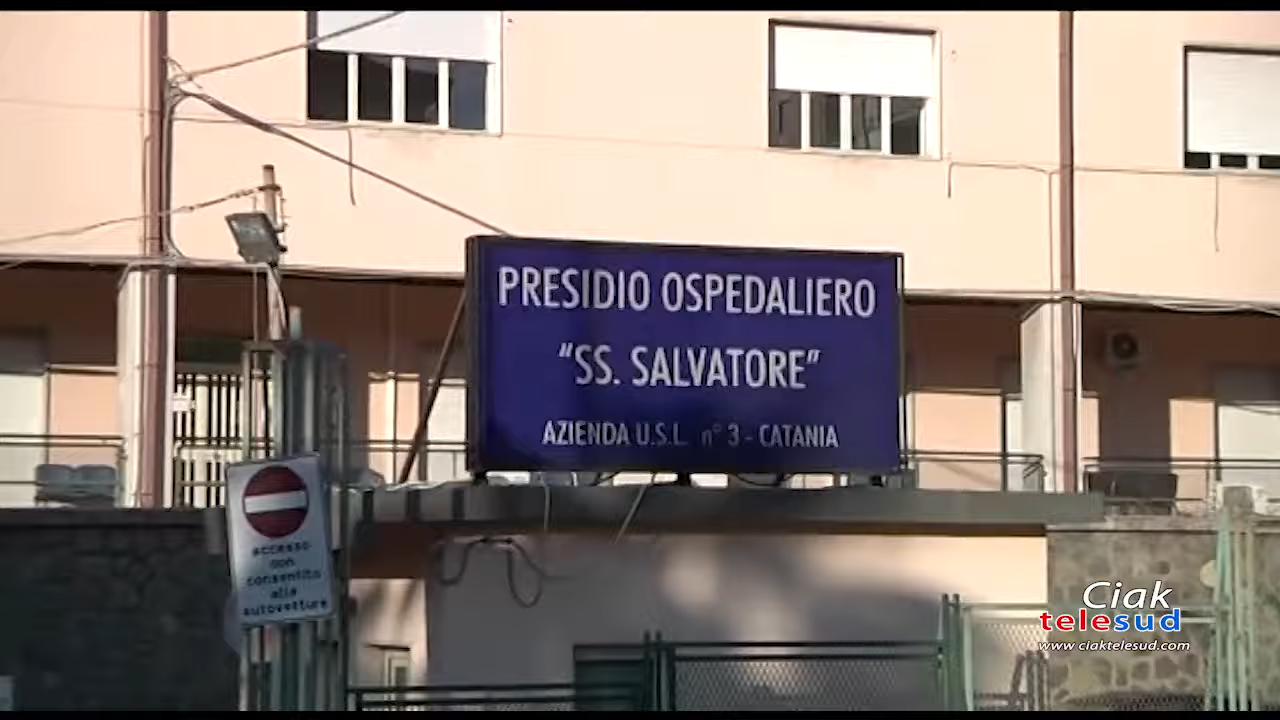 PRESIDIO OSPEDALIERO
"SS. SALVATORE"
AZIENDA U.S.L. n° 3 - CATANIA
accesso
non
consentito
alle
autovetture
Ciak
telesud
www.ciaktelesud.com